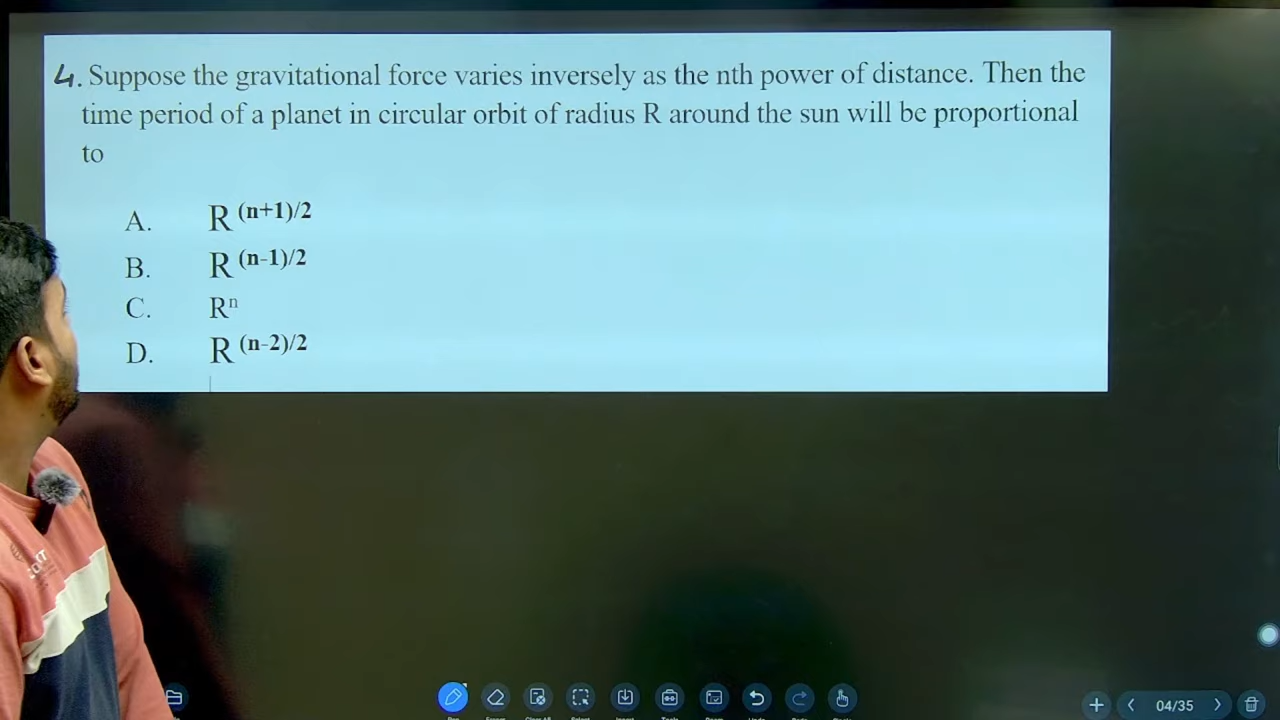 4. Suppose the gravitational force varies inversely as the nth power of distance. Then the
time period of a planet in circular orbit of radius R around the sun will be proportional
to
A. R (n+1)/2
B. R (n-1)/2
C. Rⁿ
D. R (n-2)/2
04/35